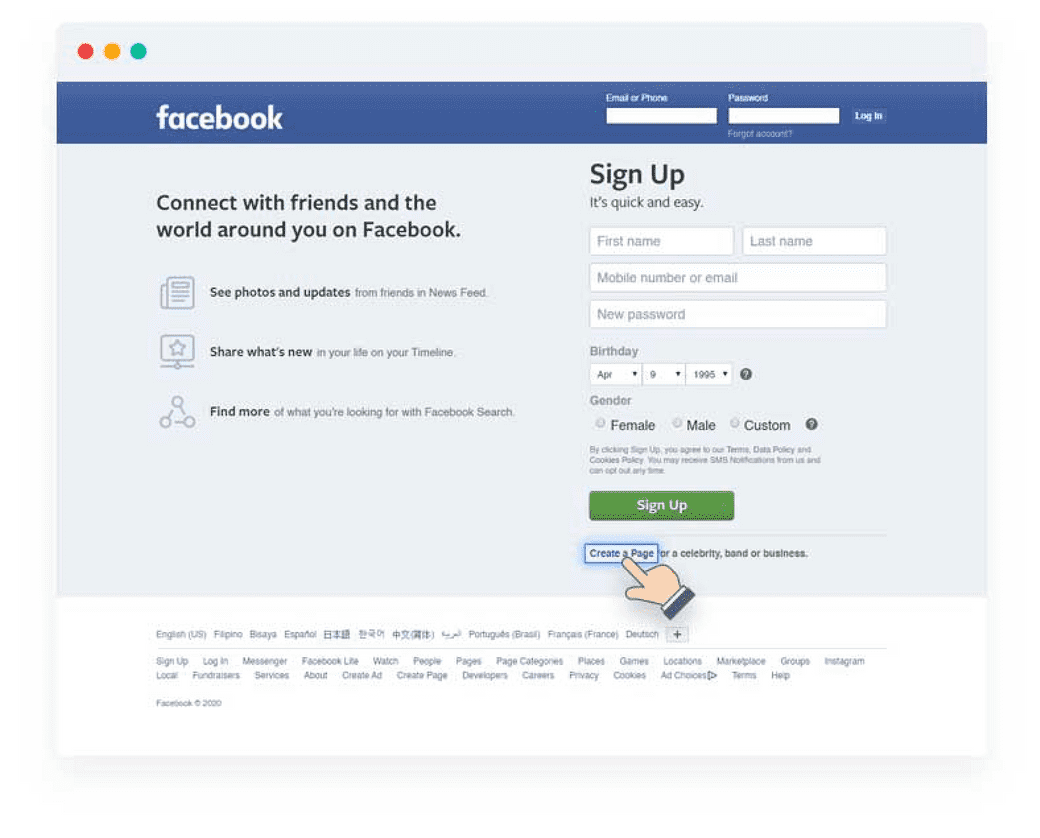 facebook
Email or Phone
Password
Log In
Forgot account?
Connect with friends and the
world around you on Facebook.
See photos and updates from friends in News Feed.
Share what's new in your life on your Timeline.
Find more of what you're looking for with Facebook Search.
Sign Up
It's quick and easy.
First name
Last name
Mobile number or email
New password
Birthday
Apr 9 1995
Gender
Female Male Custom
By clicking Sign Up, you agree to our Terms, Data Policy and
Cookies Policy. You may receive SMS Notifications from us and
can opt out any time.
Sign Up
Create a Page for a celebrity, band or business.
English (US) Filipino Bisaya Español 日本語 한국어 中文(简体) العربية Português (Brasil) Français (France) Deutsch +
Sign Up Log In Messenger Facebook Lite Watch People Pages Page Categories Places Games Locations Marketplace Groups Instagram
Local Fundraisers Services About Create Ad Create Page Developers Careers Privacy Cookies Ad Choices Terms Help
Facebook © 2020